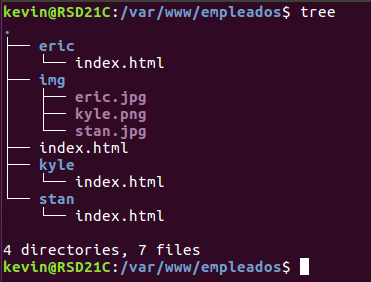 kevin@RSD21C:/var/www/empleados$ tree
.
├── eric
│   └── index.html
├── img
│   ├── eric.jpg
│   ├── kyle.png
│   └── stan.jpg
├── index.html
├── kyle
│   └── index.html
└── stan
    └── index.html

4 directories, 7 files
kevin@RSD21C:/var/www/empleados$